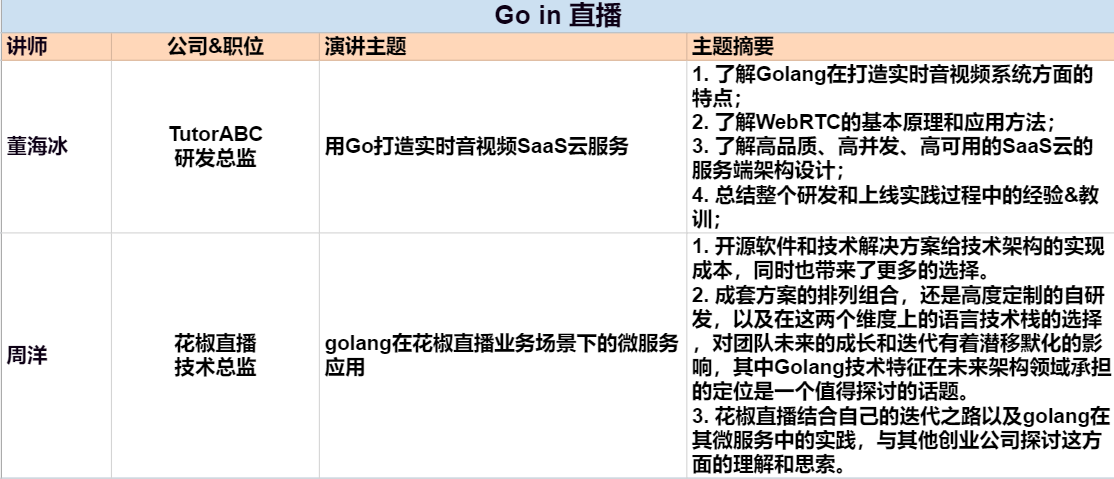 Go in 直播
讲师
公司&职位
演讲主题
主题摘要
董海冰
TutorABC
研发总监
用Go打造实时音视频SaaS云服务
1. 了解Golang在打造实时音视频系统方面的
特点；
2. 了解WebRTC的基本原理和应用方法；
3. 了解高品质、高并发、高可用的SaaS云的
服务端架构设计；
4. 总结整个研发和上线实践过程中的经验&教
训；
周洋
花椒直播
技术总监
golang在花椒直播业务场景下的微服务
应用
1. 开源软件和技术解决方案给技术架构的实现
成本，同时也带来了更多的选择。
2. 成套方案的排列组合，还是高度定制的自研
发，以及在这两个维度上的语言技术栈的选择
，对团队未来的成长和迭代有着潜移默化的影
响，其中Golang技术特征在未来架构领域承担
的定位是一个值得探讨的话题。
3. 花椒直播结合自己的迭代之路以及golang在
其微服务中的实践，与其他创业公司探讨这方
面的理解和思索。